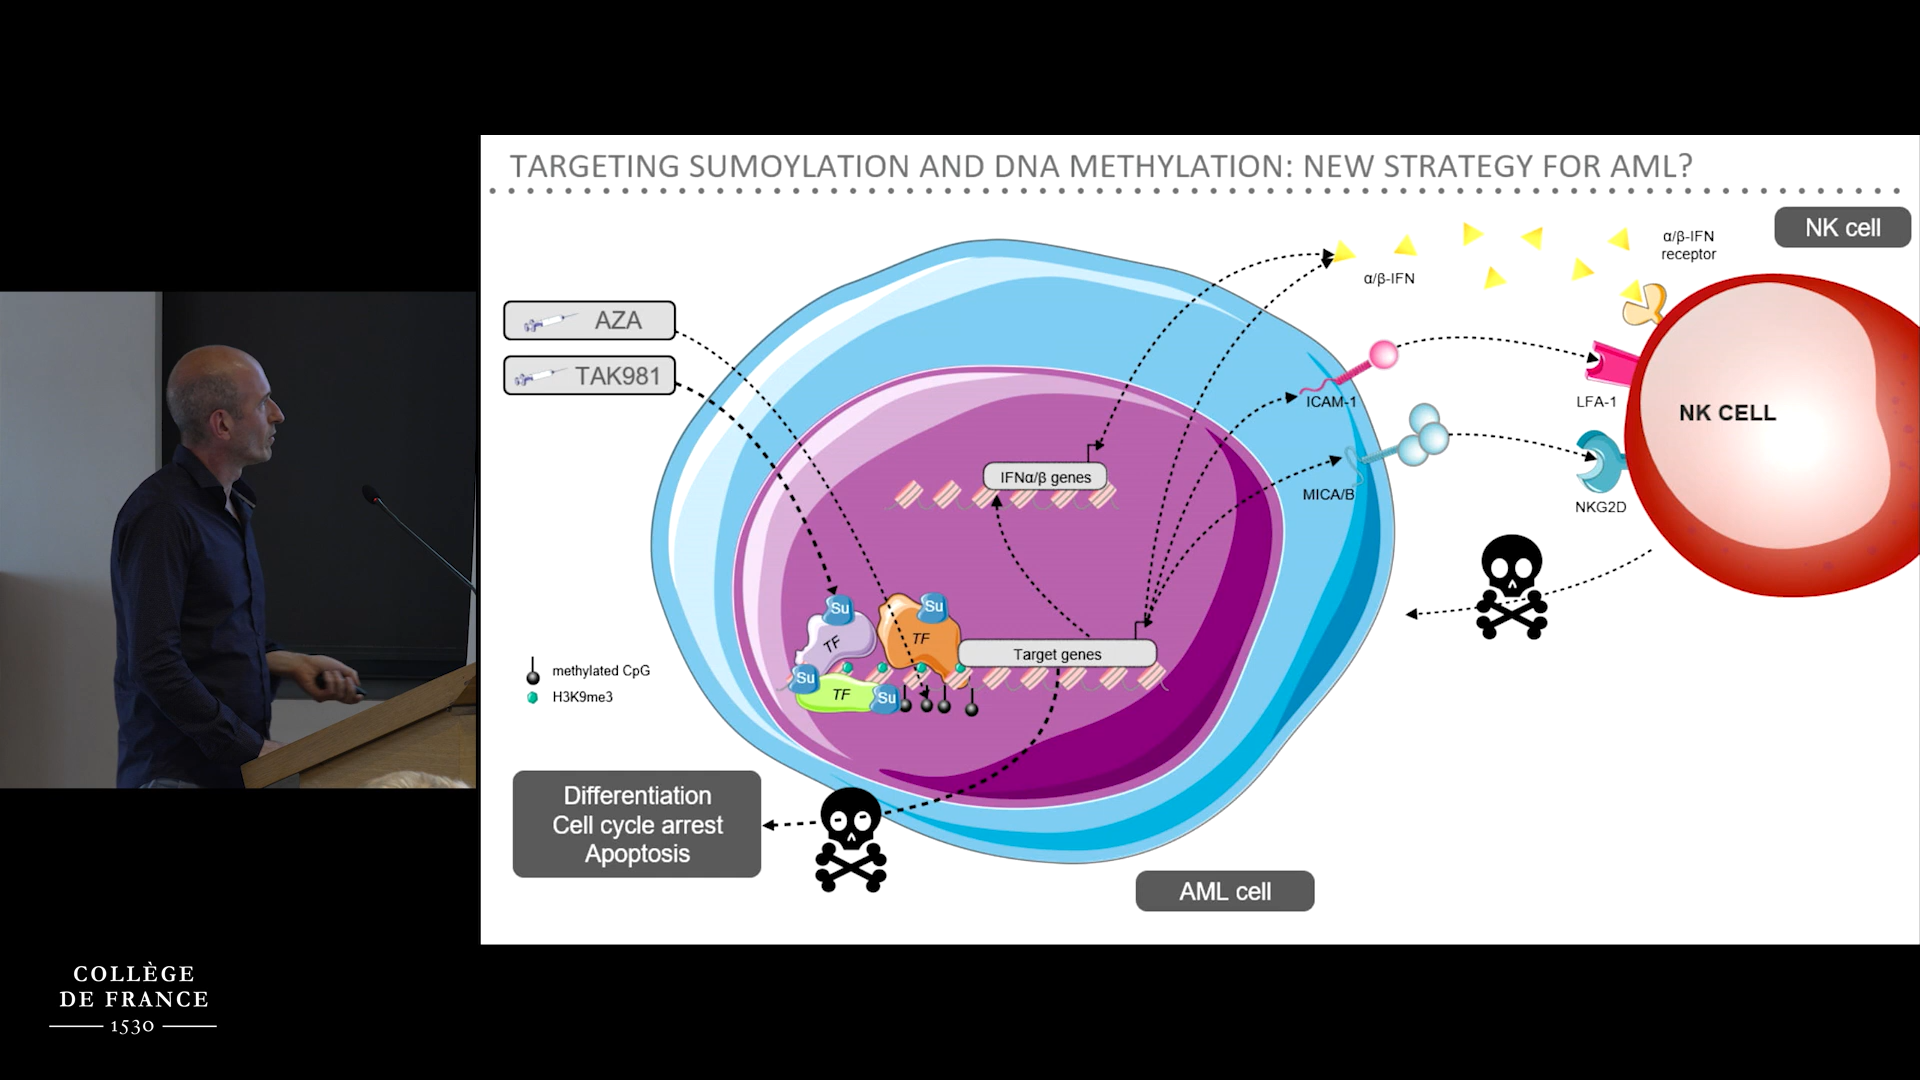 TARGETING SUMOYLATION AND DNA METHYLATION: NEW STRATEGY FOR AML?
NK cell
α/β-IFN
receptor
α/β-IFN
AZA
TAK981
ICAM-1
LFA-1
NK CELL
IFNα/β genes
MICA/B
NKG2D
Su
Su
TF
TF
Target genes
methylated CpG
Su
TF
Su
H3K9me3
Differentiation
Cell cycle arrest
Apoptosis
AML cell
COLLÈGE
DE FRANCE
1530